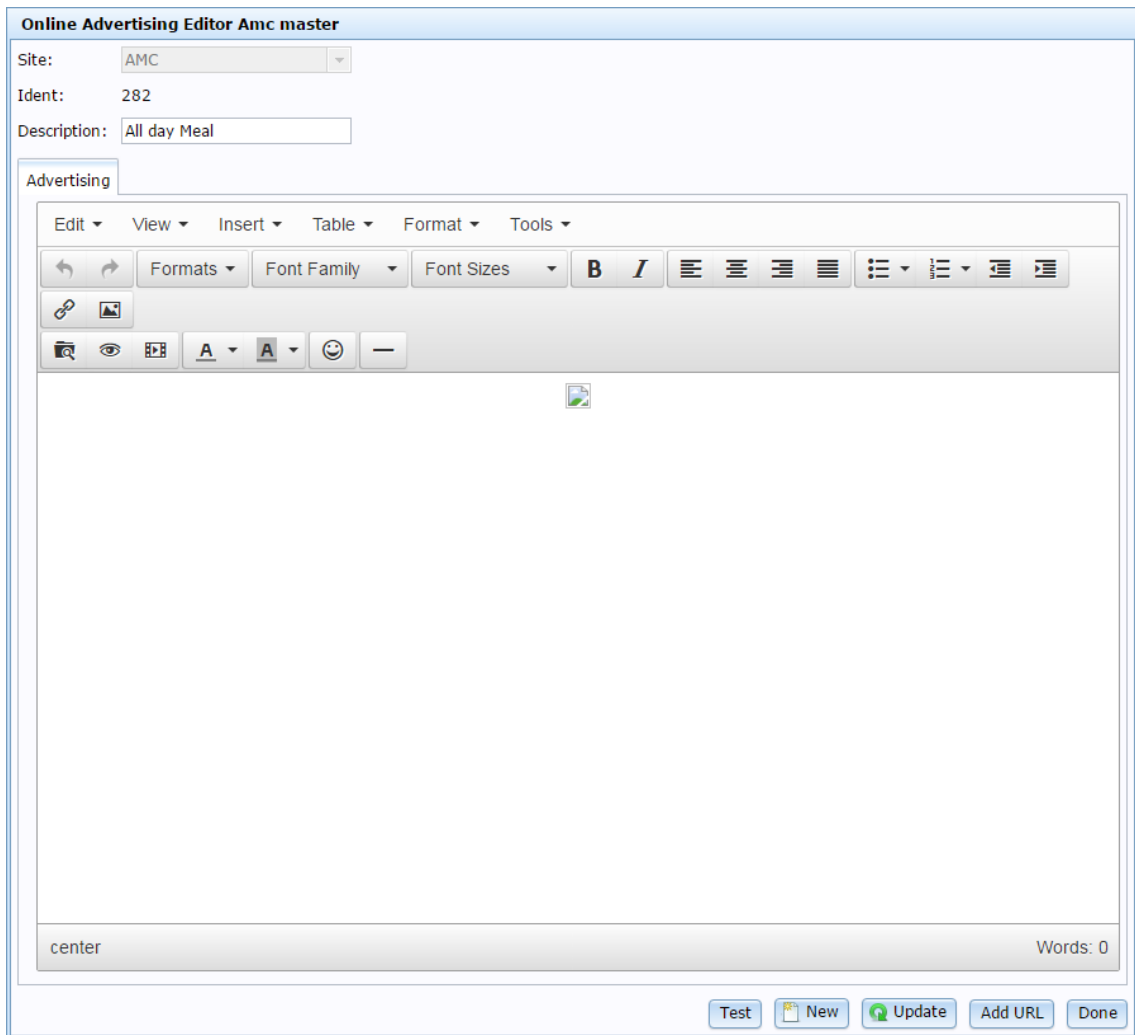 Online Advertising Editor Amc master
Site: AMC
Ident: 282
Description: All day Meal
Advertising
Edit View Insert Table Format Tools
Formats Font Family Font Sizes B I
A A
center Words: 0
Test New Update Add URL Done